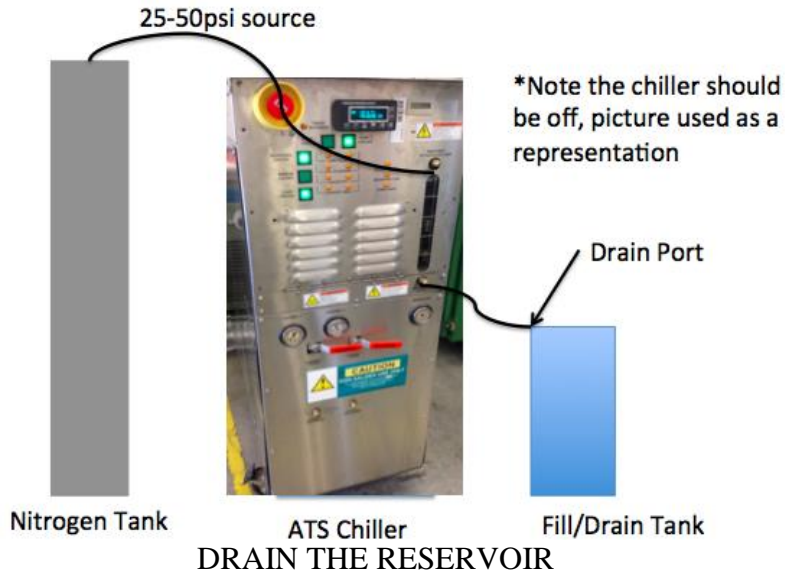 25-50psi source
*Note the chiller should
be off, picture used as a
representation
Drain Port
CAUTION
Nitrogen Tank
ATS Chiller
Fill/Drain Tank
DRAIN THE RESERVOIR